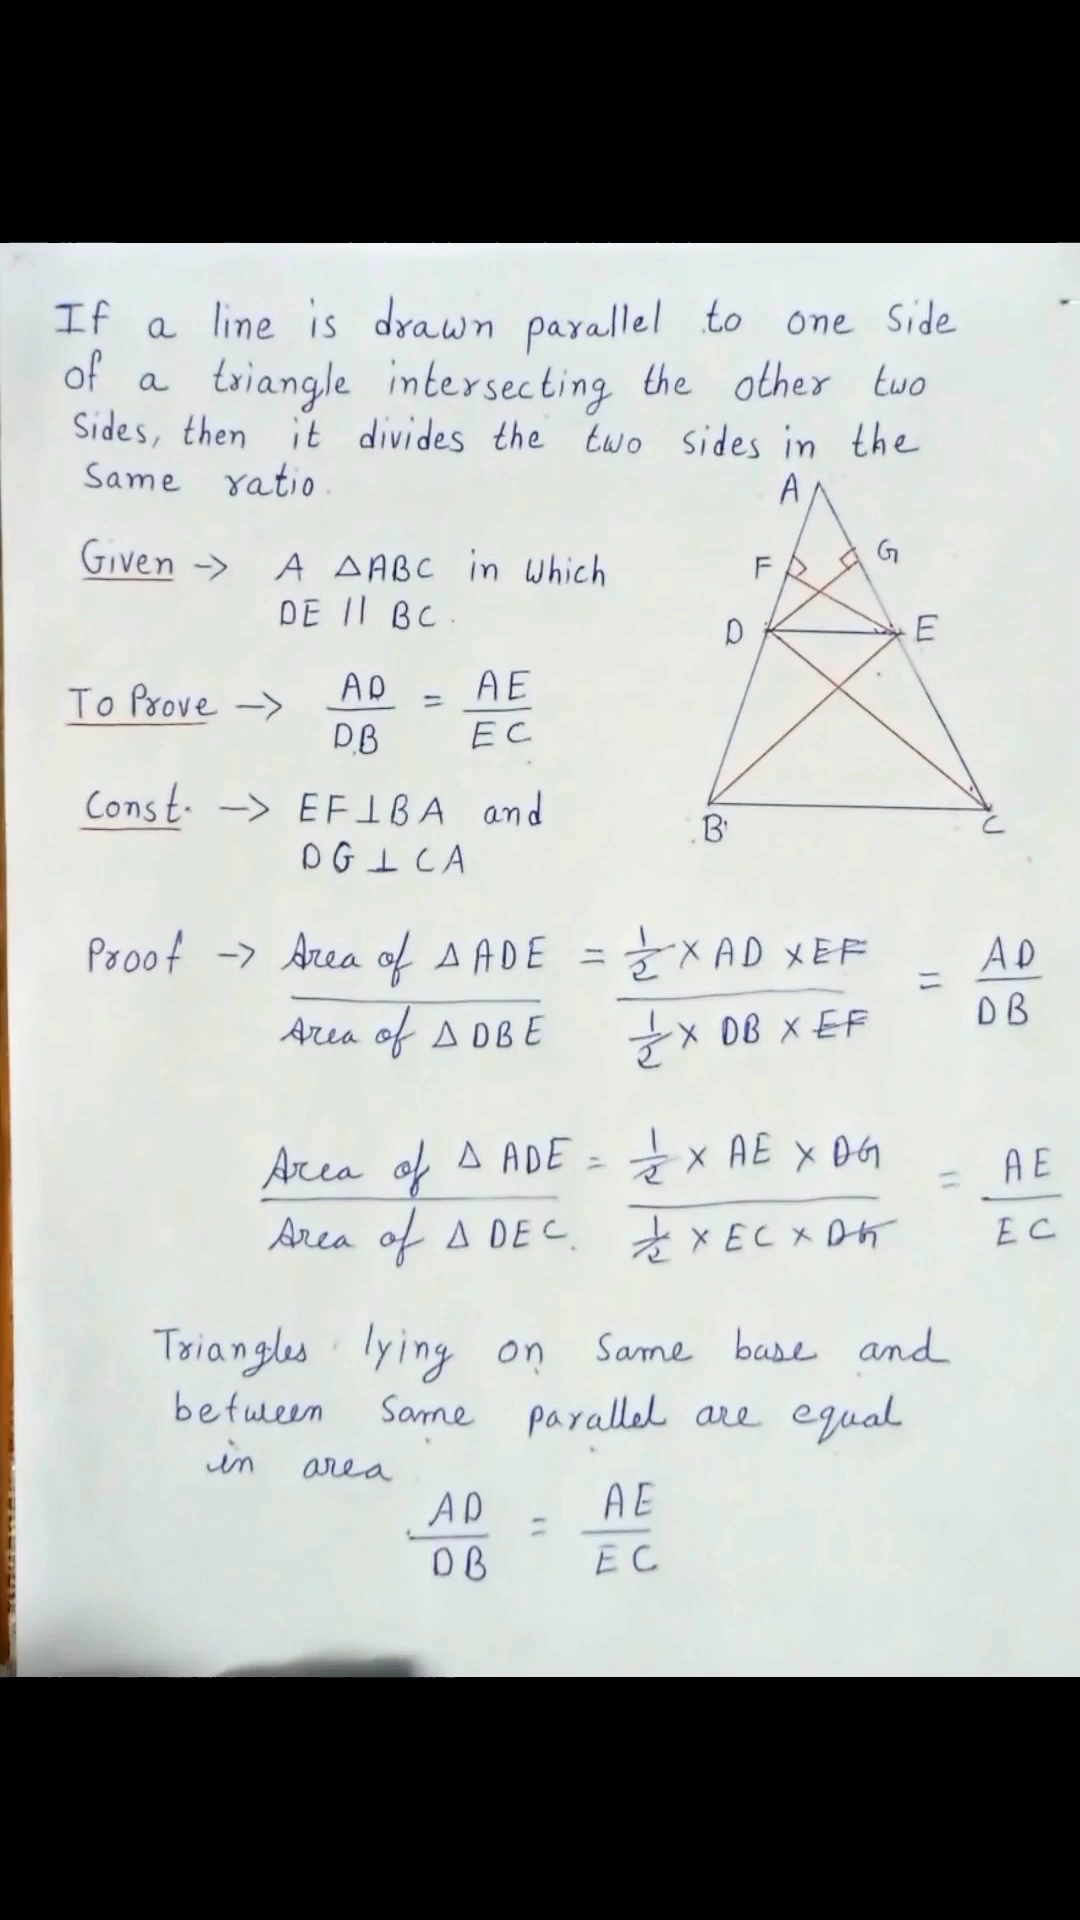 If a line is drawn parallel to one Side
of a triangle intersecting the other two
Sides, then it divides the two sides in the
Same ratio.
A
F
G
D
E
B
C
Given → A △ABC in which
DE || BC.
To Prove → AD/DB = AE/EC
Const. → EF⊥BA and
DG ⊥ CA
Proof → Area of △ADE / Area of △DBE = 1/2 × AD × EF / 1/2 × DB × EF = AD/DB
Area of △ADE / Area of △DEC. = 1/2 × AE × DG / 1/2 × EC × DG = AE/EC
Triangles lying on Same base and
between Same parallel are equal
in area
AD/DB = AE/EC